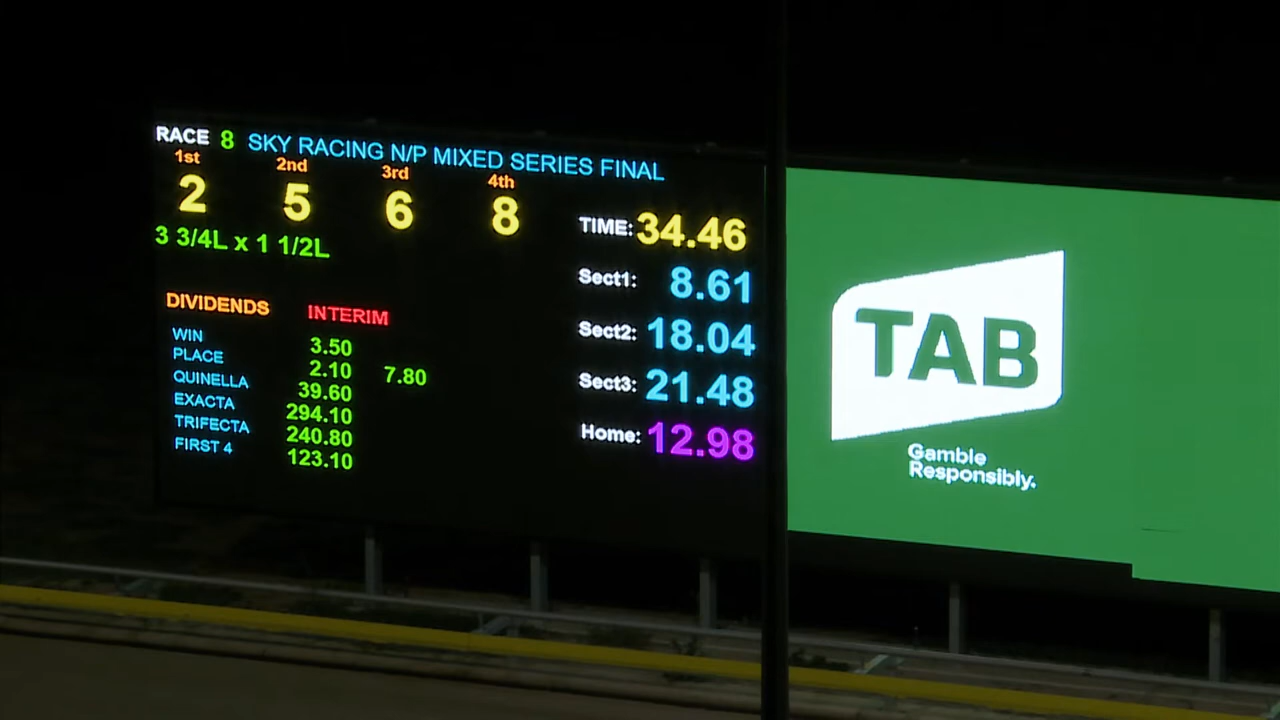 RACE 8 SKY RACING N/P MIXED SERIES FINAL
1st 2nd 3rd 4th
2 5 6 8
3 3/4L x 1 1/2L
TIME: 34.46
Sect1: 8.61
Sect2: 18.04
Sect3: 21.48
Home: 12.98
DIVIDENDS INTERIM
WIN 3.50
PLACE 2.10 7.80
QUINELLA 39.60
EXACTA 294.10
TRIFECTA 240.80
FIRST 4 123.10
TAB
Gamble
Responsibly.